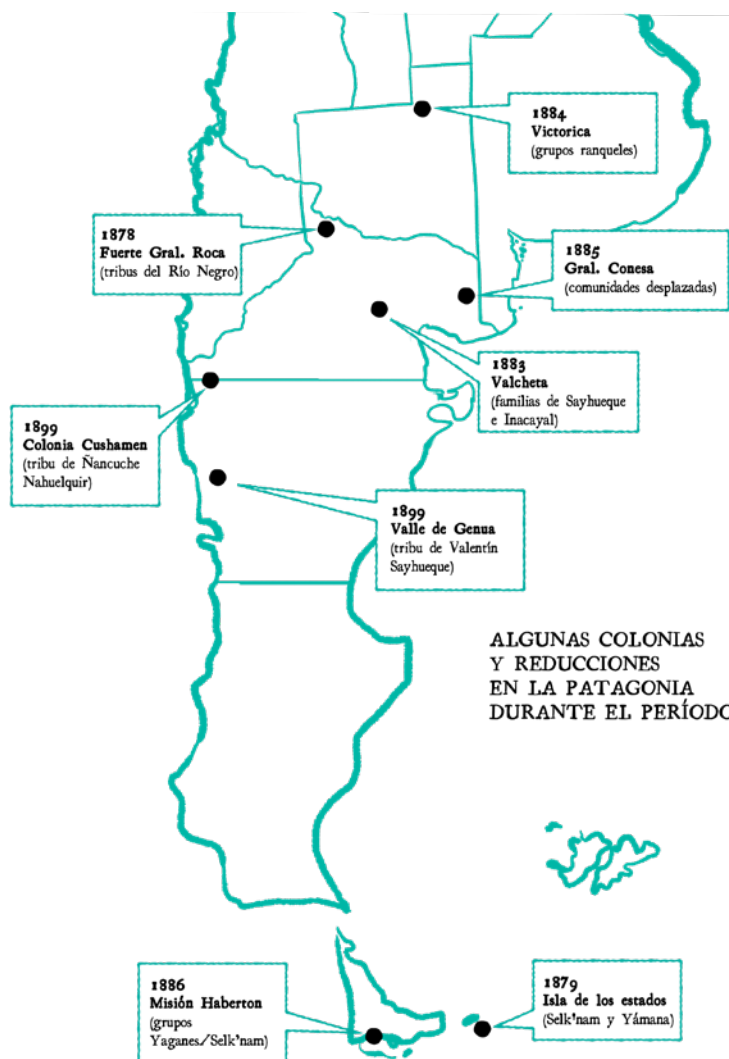 1884
Victorica
(grupos ranqueles)
1878
Fuerte Gral. Roca
(tribus del Río Negro)
1885
Gral. Conesa
(comunidades desplazadas)
1883
Valcheta
(familias de Sayhueque
e Inacayal)
1899
Colonia Cushamen
(tribu de Ñancuche
Nahuelquir)
1899
Valle de Genua
(tribu de Valentín
Sayhueque)
ALGUNAS COLONIAS
Y REDUCCIONES
EN LA PATAGONIA
DURANTE EL PERÍODO
1886
Misión Haberton
(grupos
Yaganes/Selk'nam)
1879
Isla de los estados
(Selk'nam y Yámana)